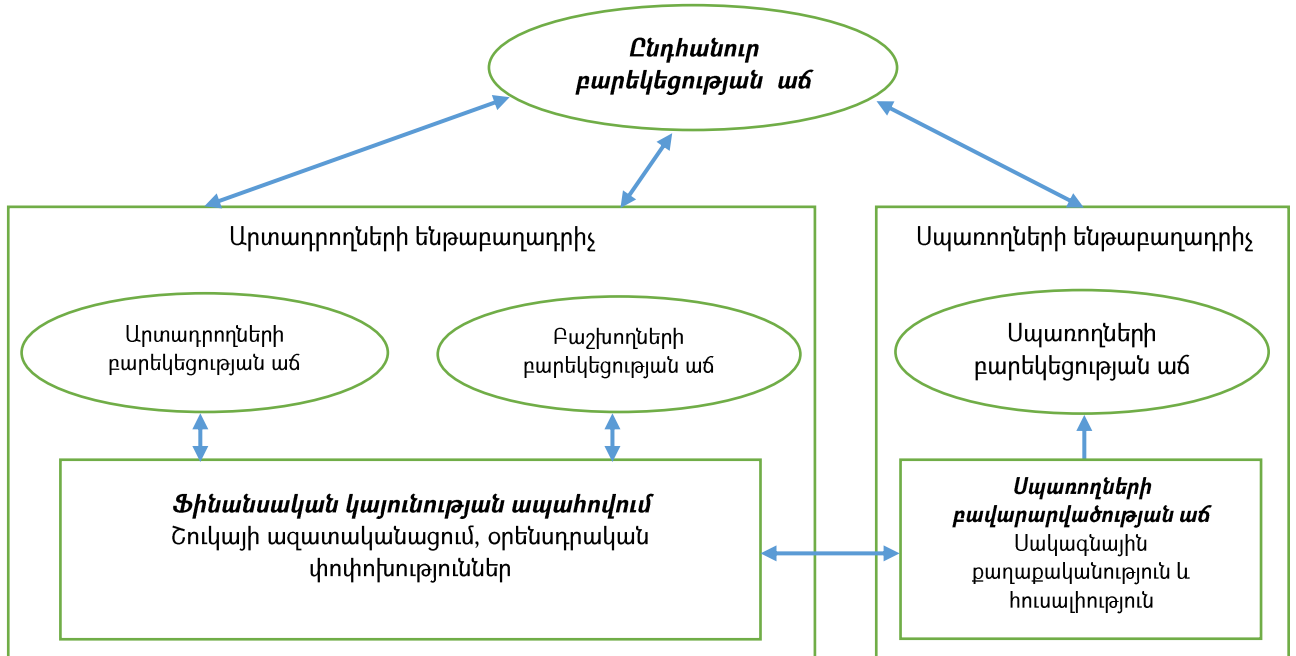 Ընդհանուր
բարեկեցության աճ
Արտադրողների ենթաբաղադրիչ
Սպառողների ենթաբաղադրիչ
Արտադրողների
բարեկեցության աճ
Բաշխողների
բարեկեցության աճ
Սպառողների
բարեկեցության աճ
Ֆինանսական կայունության ապահովում
Շուկայի ազատականացում, օրենսդրական
փոփոխություններ
Սպառողների
բավարարվածության աճ
Սակագնային
քաղաքականություն և
հուսալիություն